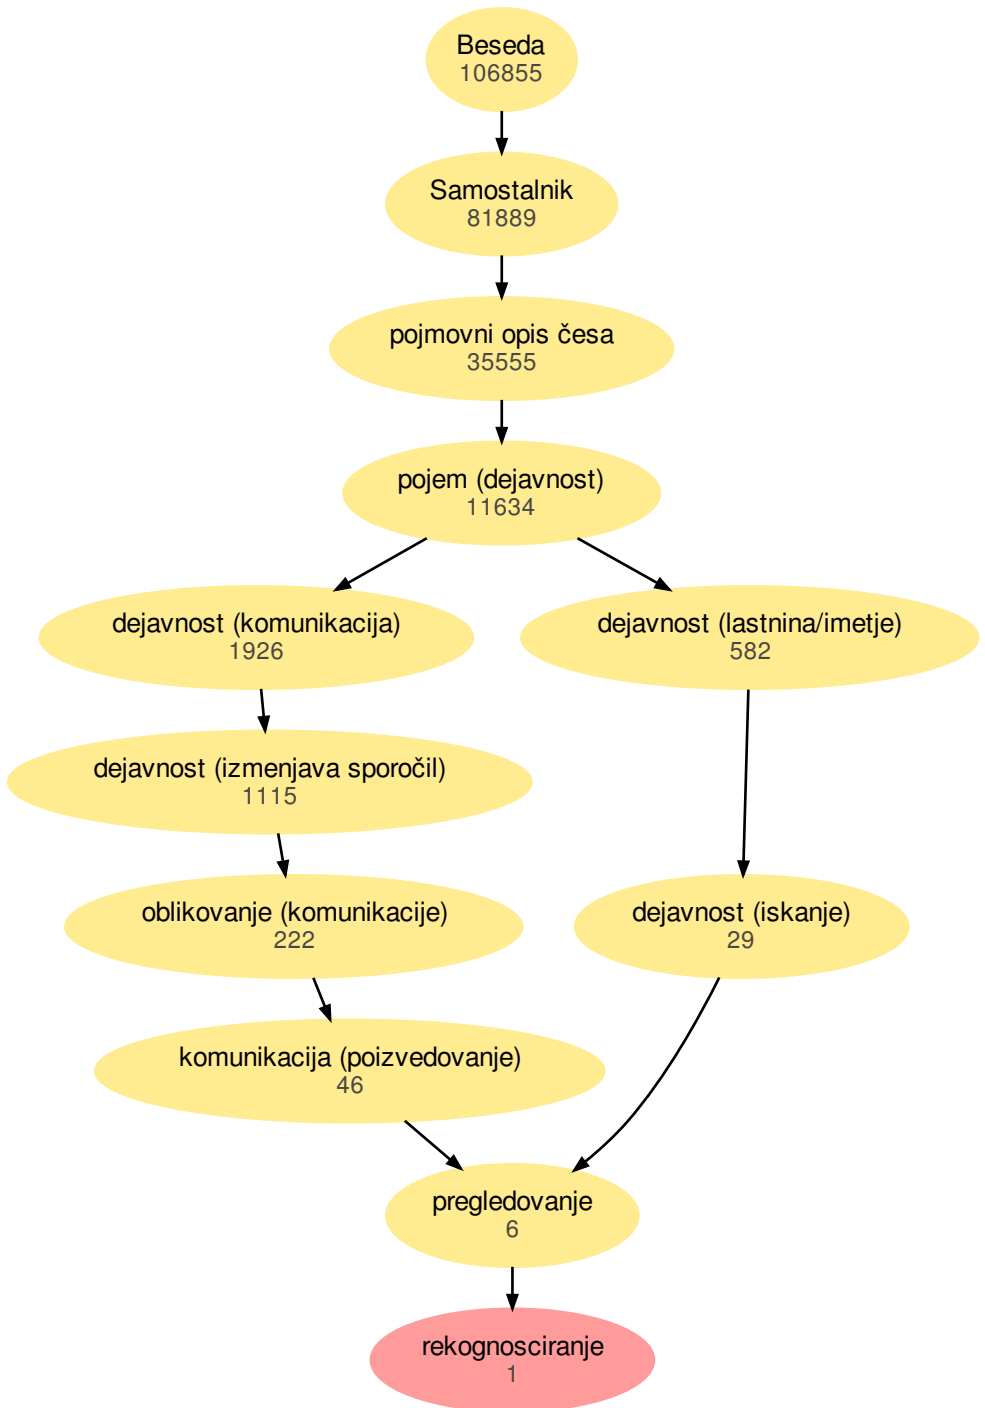 Beseda
106855
Samostalnik
81889
pojmovni opis česa
35555
pojem (dejavnost)
11634
dejavnost (komunikacija)
1926
dejavnost (lastnina/imetje)
582
dejavnost (izmenjava sporočil)
1115
oblikovanje (komunikacije)
222
dejavnost (iskanje)
29
komunikacija (poizvedovanje)
46
pregledovanje
6
rekognosciranje
1